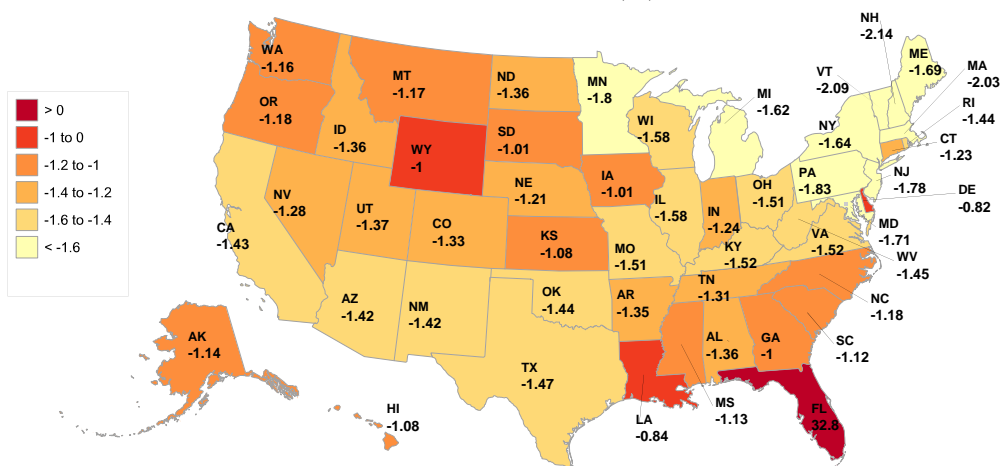 > 0
-1 to 0
-1.2 to -1
-1.4 to -1.2
-1.6 to -1.4
< -1.6
WA
-1.16
OR
-1.18
MT
-1.17
ID
-1.36
WY
-1
ND
-1.36
SD
-1.01
NE
-1.21
KS
-1.08
MN
-1.8
WI
-1.58
MI
-1.62
IA
-1.01
IL
-1.58
IN
-1.24
OH
-1.51
PA
-1.83
NY
-1.64
VT
-2.09
NH
-2.14
ME
-1.69
MA
-2.03
RI
-1.44
CT
-1.23
NJ
-1.78
DE
-0.82
MD
-1.71
WV
-1.45
VA
-1.52
KY
-1.52
MO
-1.51
NV
-1.28
UT
-1.37
CO
-1.33
CA
-1.43
AZ
-1.42
NM
-1.42
OK
-1.44
AR
-1.35
TN
-1.31
NC
-1.18
SC
-1.12
GA
-1
AL
-1.36
MS
-1.13
LA
-0.84
TX
-1.47
FL
32.8
AK
-1.14
HI
-1.08